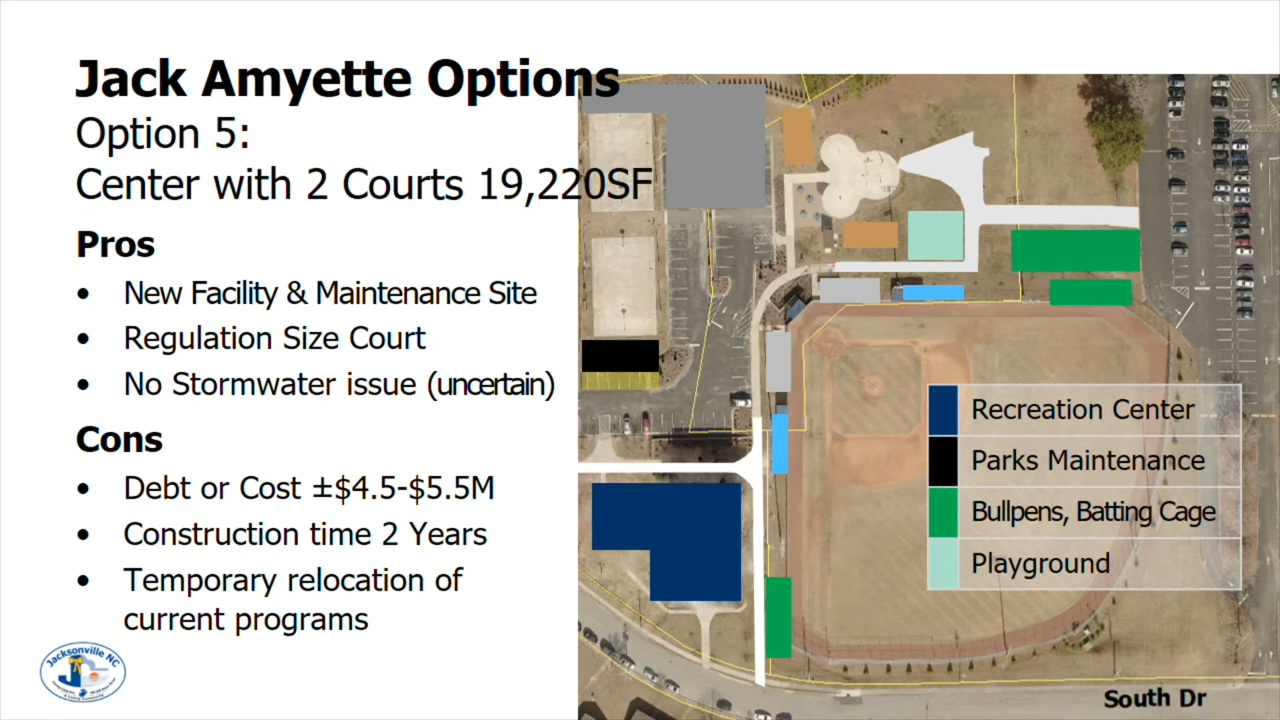 Jack Amyette Options
Option 5:
Center with 2 Courts 19,220SF
Pros
• New Facility & Maintenance Site
• Regulation Size Court
• No Stormwater issue (uncertain)
Cons
• Debt or Cost ±$4.5-$5.5M
• Construction time 2 Years
• Temporary relocation of
current programs
Recreation Center
Parks Maintenance
Bullpens, Batting Cage
Playground
South Dr
Jacksonville NC